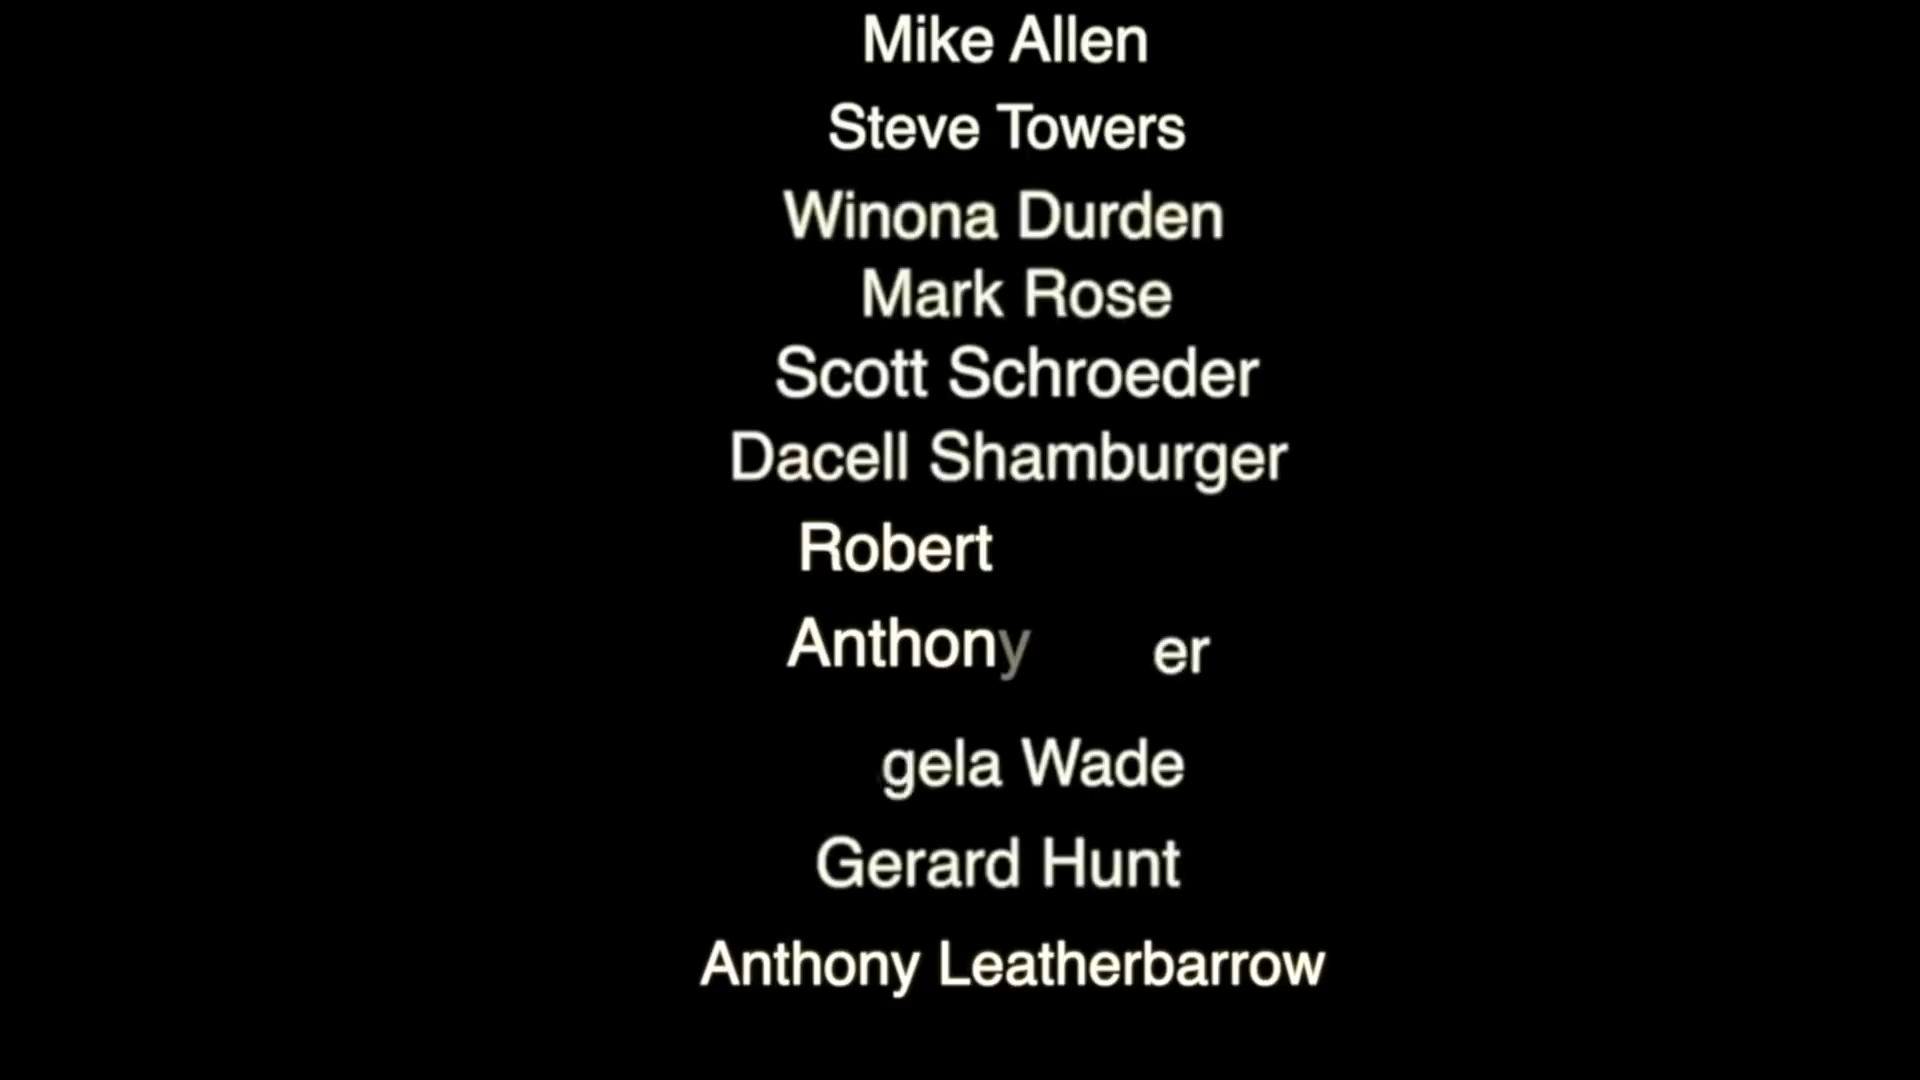 Mike Allen
Steve Towers
Winona Durden
Mark Rose
Scott Schroeder
Dacell Shamburger
Robert
Anthony er
gela Wade
Gerard Hunt
Anthony Leatherbarrow